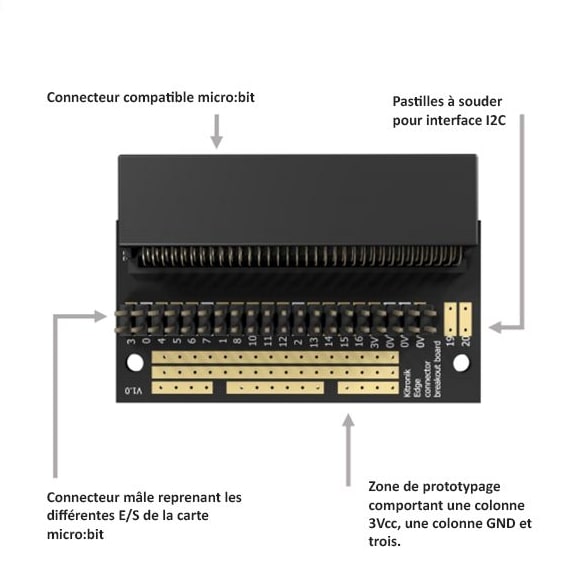 Connecteur compatible micro:bit
Pastilles à souder
pour interface I2C
3 0 4 5 6 7 1 8 9 10 11 12 2 13 14 15 16 3V 0V 0V 0V 19 20
V1.0
Kitronik
Edge
connector
breakout board
Connecteur mâle reprenant les
différentes E/S de la carte
micro:bit
Zone de prototypage
comportant une colonne
3Vcc, une colonne GND et
trois.